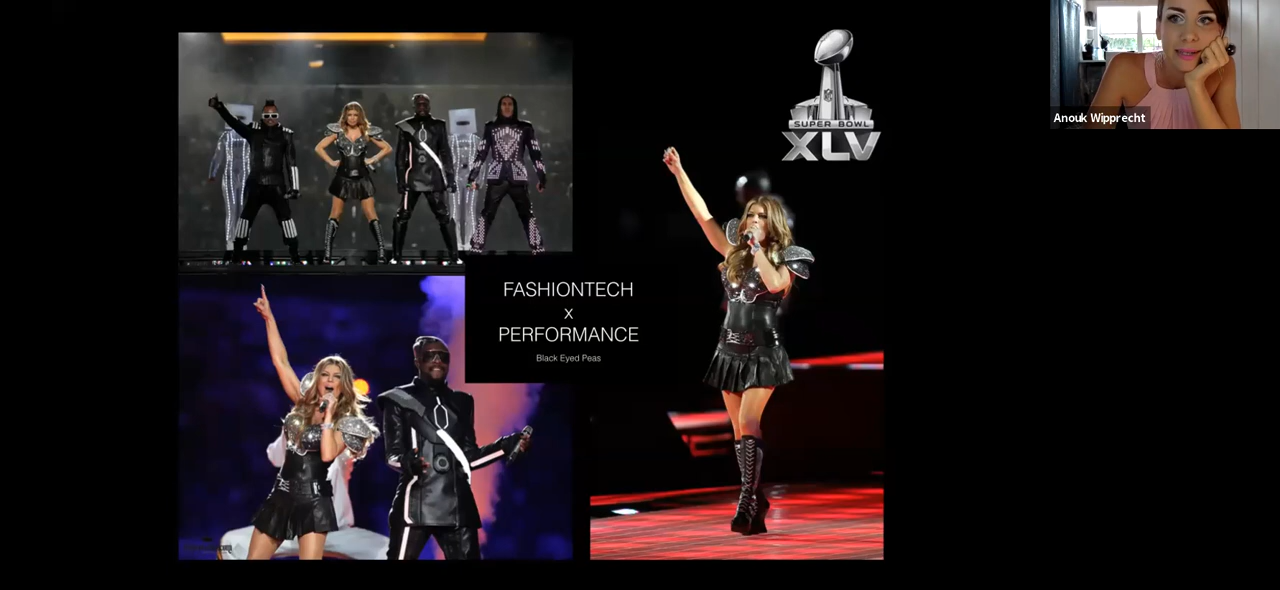 SUPER BOWL
XLV
Anouk Wipprecht
FASHIONTECH
x
PERFORMANCE
Black Eyed Peas